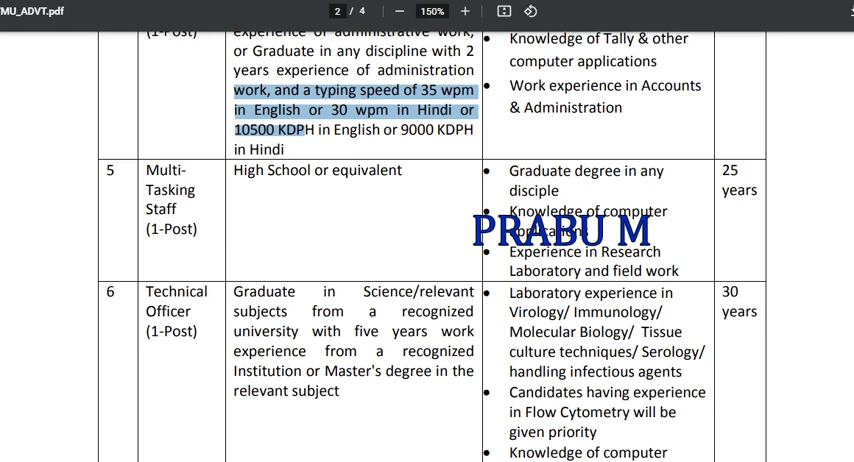 MU_ADVT.pdf
2 / 4
150%
(1-Post)
experience of administrative work,
or Graduate in any discipline with 2
years experience of administration
work, and a typing speed of 35 wpm
in English or 30 wpm in Hindi or
10500 KDPH in English or 9000 KDPH
in Hindi
Knowledge of Tally & other
computer applications
Work experience in Accounts
& Administration
5
Multi-
Tasking
Staff
(1-Post)
High School or equivalent
Graduate degree in any
disciple
Knowledge of computer
applications
Experience in Research
Laboratory and field work
25
years
PRABU M
6
Technical
Officer
(1-Post)
Graduate in Science/relevant
subjects from a recognized
university with five years work
experience from a recognized
Institution or Master's degree in the
relevant subject
Laboratory experience in
Virology/ Immunology/
Molecular Biology/ Tissue
culture techniques/ Serology/
handling infectious agents
Candidates having experience
in Flow Cytometry will be
given priority
Knowledge of computer
30
years